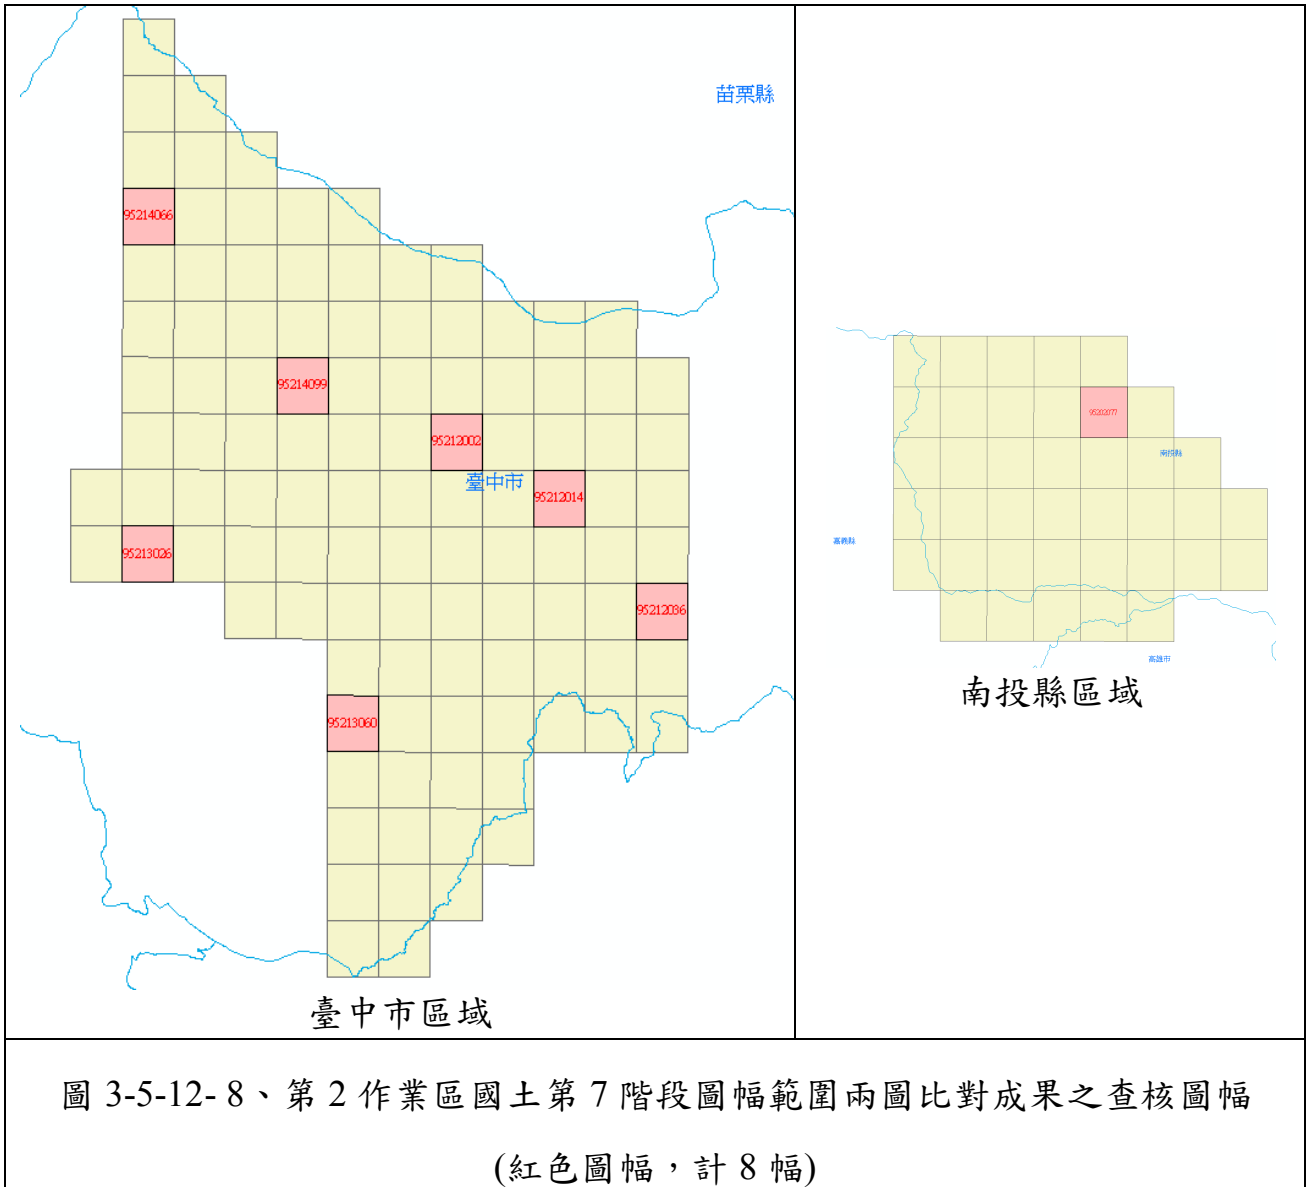 苗栗縣
95214066
95214099
95212002
臺中市
95212014
95213026
95212036
95213060
臺中市區域
95202077
南投縣
嘉義縣
高雄市
南投縣區域
圖 3-5-12- 8、第 2 作業區國土第 7 階段圖幅範圍兩圖比對成果之查核圖幅
(紅色圖幅，計 8 幅)